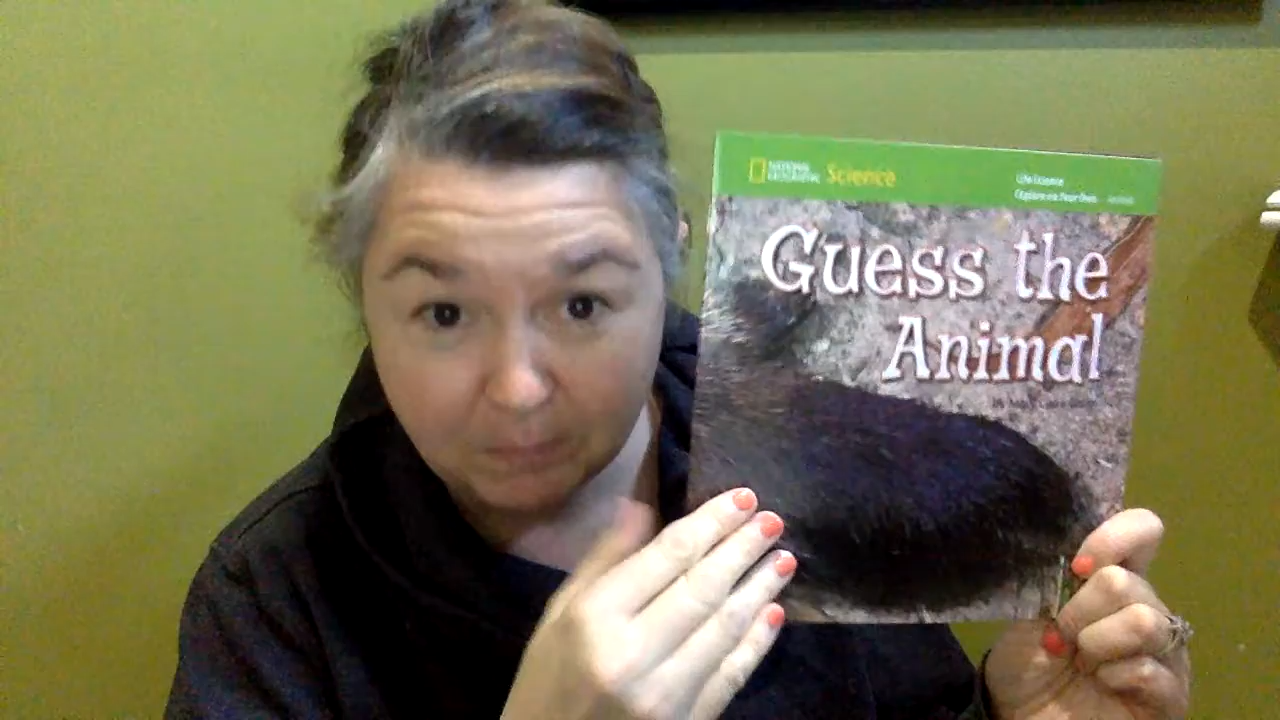 NATIONAL
GEOGRAPHIC
Science
Life Science
Explore on Your Own
Guess the
Animal